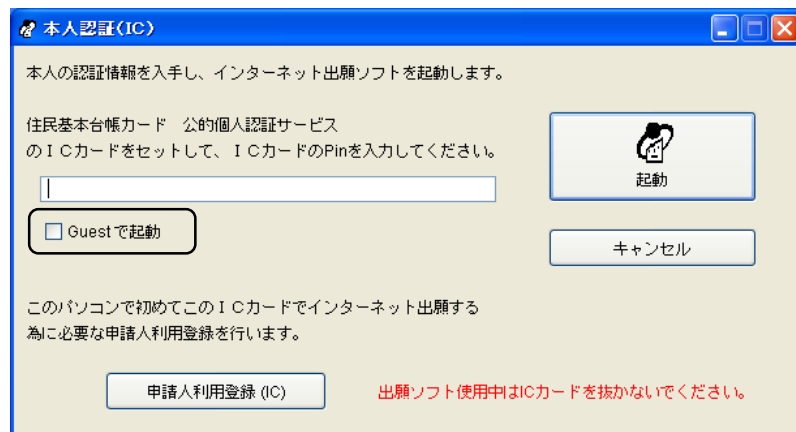 本人認証(IC)
本人の認証情報を入手し、インターネット出願ソフトを起動します。
住民基本台帳カード　公的個人認証サービス
のＩＣカードをセットして、ＩＣカードのPinを入力してください。
起動
Guestで起動
キャンセル
このパソコンで初めてこのＩＣカードでインターネット出願する
為に必要な申請人利用登録を行います。
申請人利用登録 (IC)
出願ソフト使用中はICカードを抜かないでください。